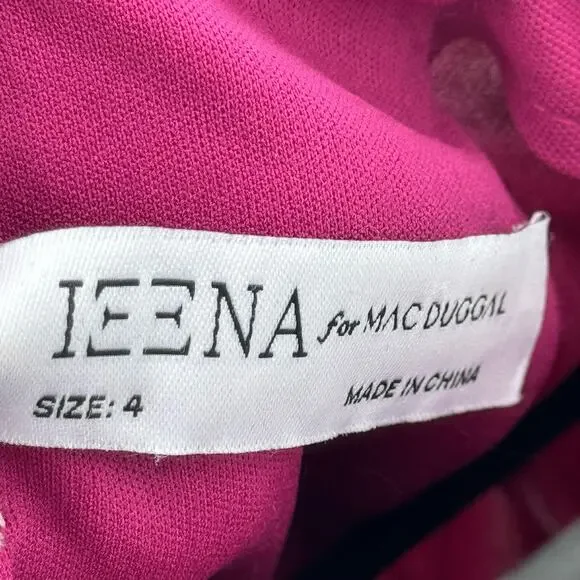 IEENA for MAC DUGGAL
SIZE: 4
MADE IN CHINA